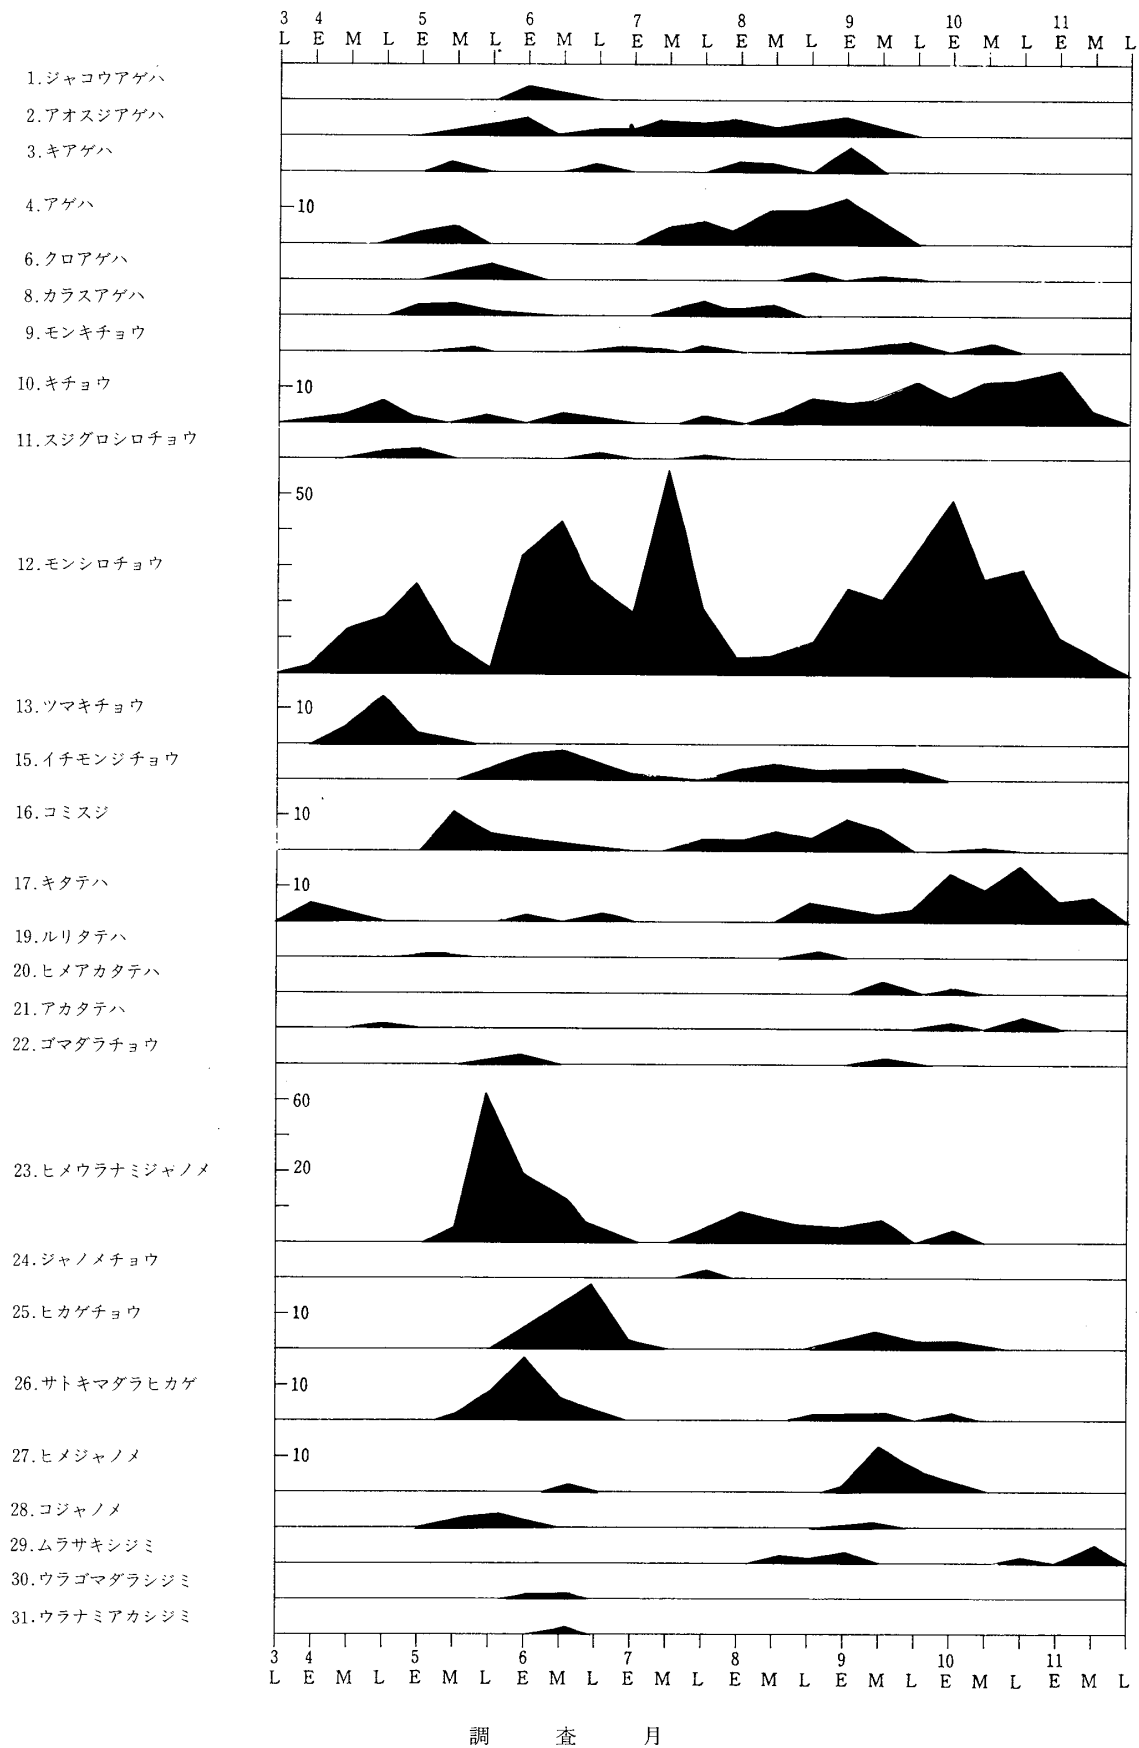 3 4 5 6 7 8 9 10 11
L E M L E M L E M L E M L E M L E M L E M L E M L
1.ジャコウアゲハ
2.アオスジアゲハ
3.キアゲハ
4.アゲハ
10
6.クロアゲハ
8.カラスアゲハ
9.モンキチョウ
10.キチョウ
10
11.スジグロシロチョウ
50
12.モンシロチョウ
13.ツマキチョウ
10
15.イチモンジチョウ
16.コミスジ
10
17.キタテハ
10
19.ルリタテハ
20.ヒメアカタテハ
21.アカタテハ
22.ゴマダラチョウ
60
23.ヒメウラナミジャノメ
20
24.ジャノメチョウ
25.ヒカゲチョウ
10
26.サトキマダラヒカゲ
10
27.ヒメジャノメ
10
28.コジャノメ
29.ムラサキシジミ
30.ウラゴマダラシジミ
31.ウラナミアカシジミ
3 4 5 6 7 8 9 10 11
L E M L E M L E M L E M L E M L E M L E M L E M L
調査月